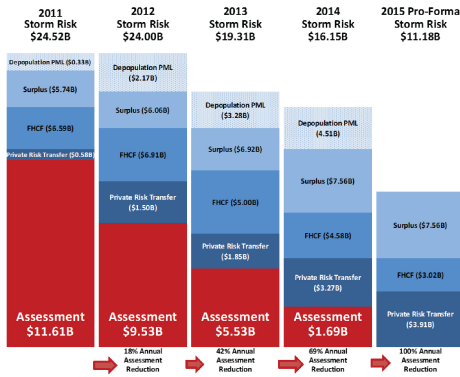 2011
Storm Risk
$24.52B
2012
Storm Risk
$24.00B
2013
Storm Risk
$19.31B
2014
Storm Risk
$16.15B
2015 Pro-Forma
Storm Risk
$11.18B
Depopulation PML ($0.33B)
Surplus ($5.74B)
FHCF ($6.59B)
Private Risk Transfer ($0.58B)
Assessment
$11.61B
Depopulation PML
($2.17B)
Surplus ($6.06B)
FHCF ($6.91B)
Private Risk Transfer
($1.50B)
Assessment
$9.53B
Depopulation PML
($3.28B)
Surplus ($6.92B)
FHCF ($5.00B)
Private Risk Transfer
($1.85B)
Assessment
$5.53B
Depopulation PML
(4.51B)
Surplus ($7.56B)
FHCF ($4.58B)
Private Risk Transfer
($3.27B)
Assessment
$1.69B
Surplus ($7.56B)
FHCF ($3.02B)
Private Risk Transfer
($3.91B)
18% Annual
Assessment
Reduction
42% Annual
Assessment
Reduction
69% Annual
Assessment
Reduction
100% Annual
Assessment
Reduction